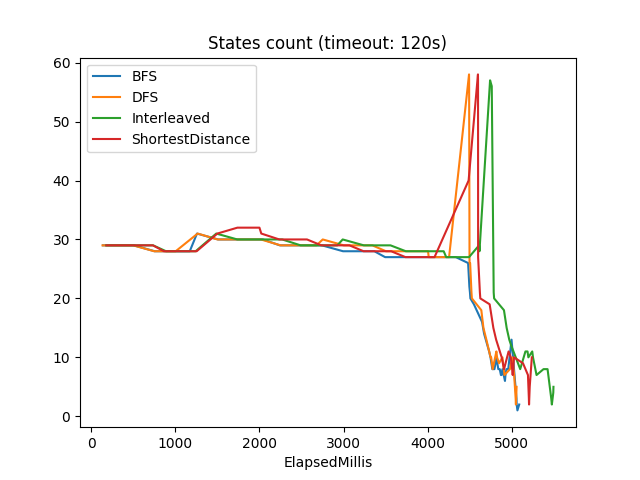 States count (timeout: 120s)
BFS
DFS
Interleaved
ShortestDistance
60
50
40
30
20
10
0
0 1000 2000 3000 4000 5000
ElapsedMillis